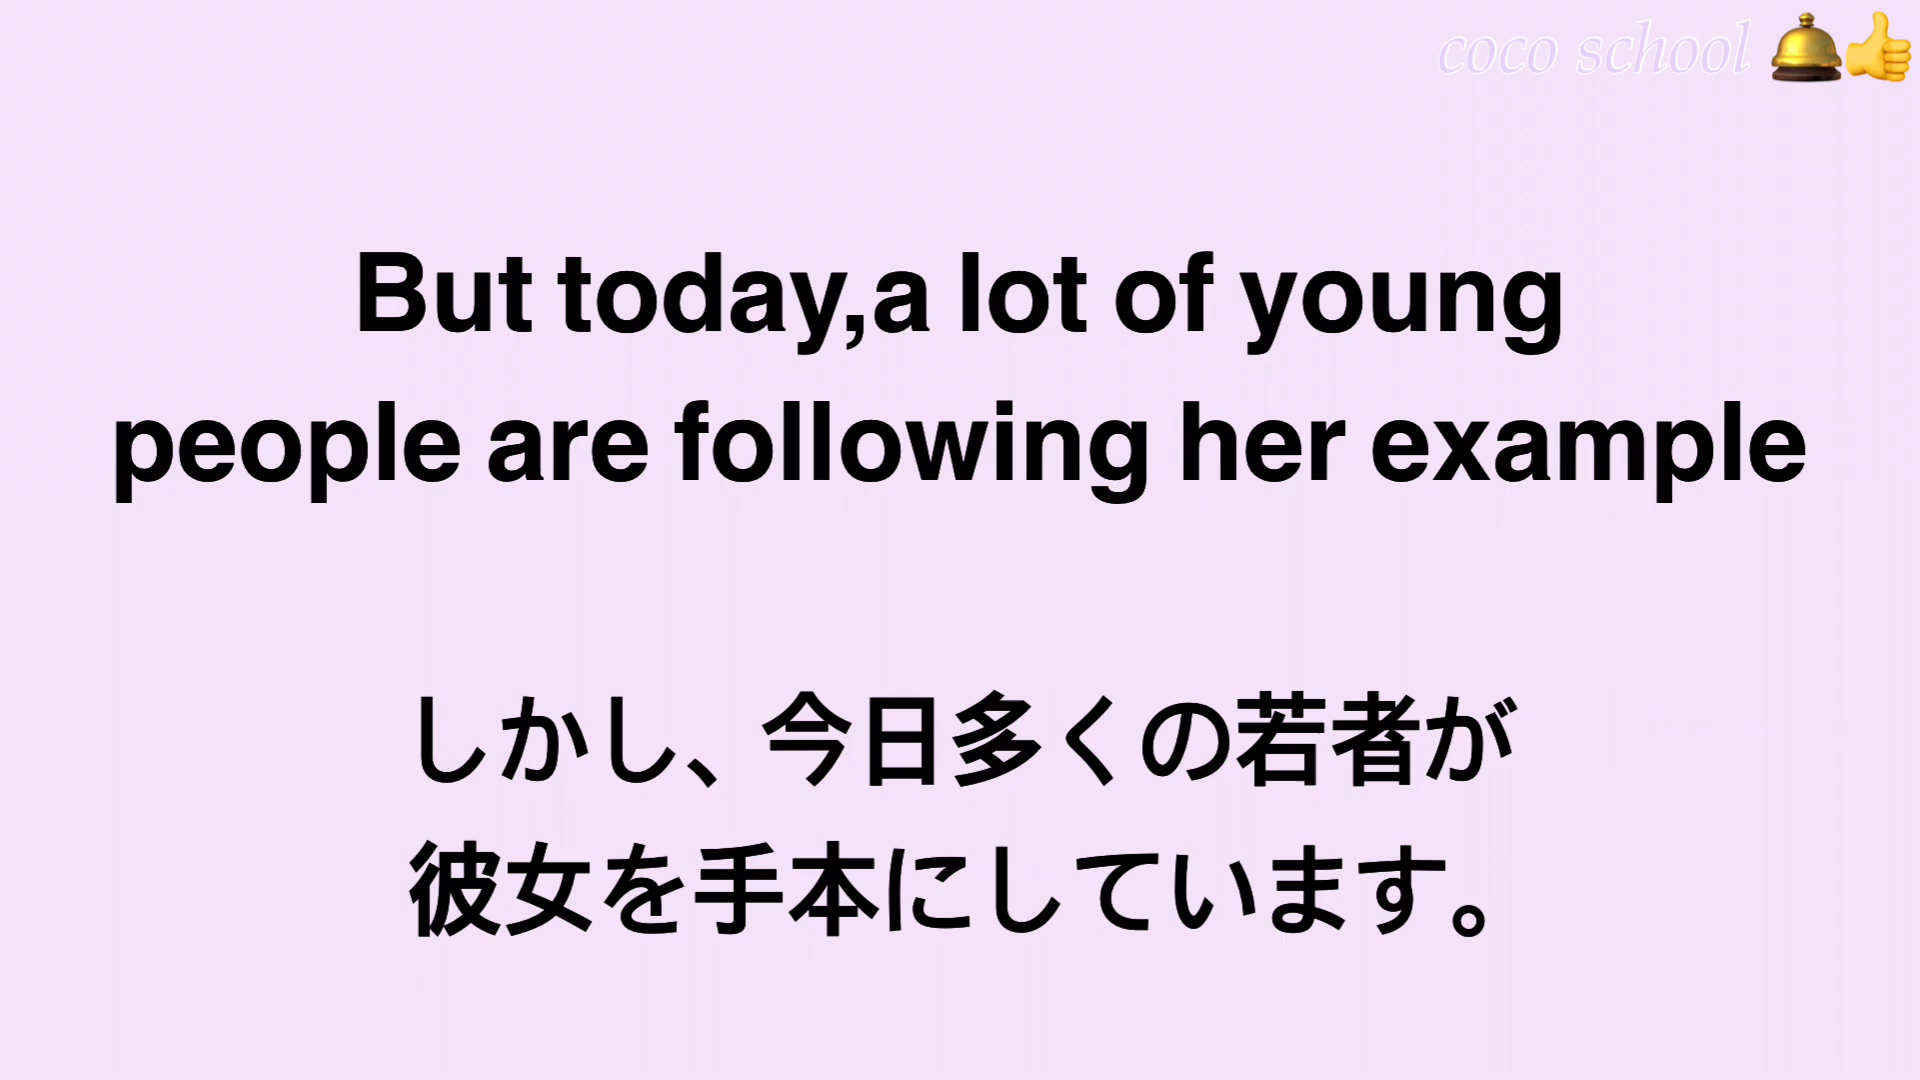 coco school 🛎️👍
But today,a lot of young
people are following her example
しかし、今日多くの若者が
彼女を手本にしています。